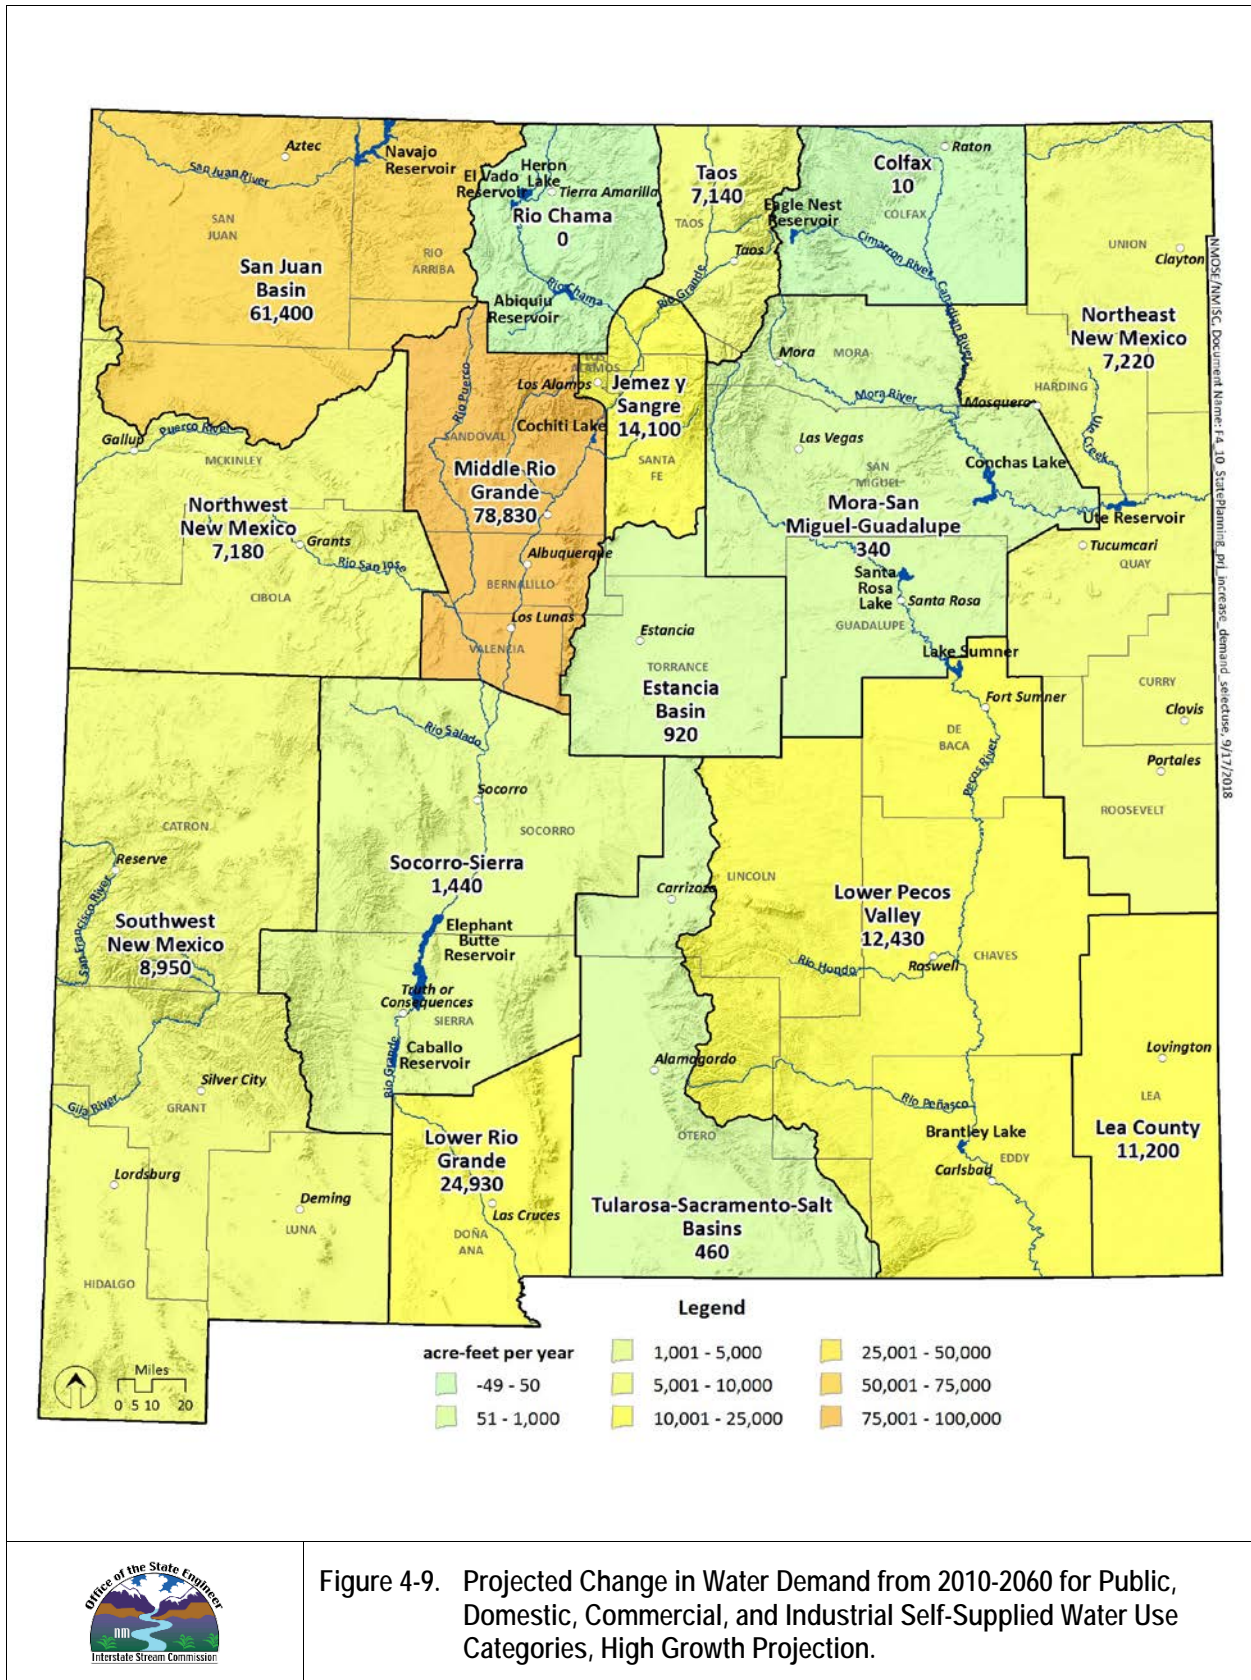 Aztec
San Juan River
Navajo
Reservoir
SAN
JUAN
RIO
ARRIBA
San Juan
Basin
61,400
El Vado
Reservoir
Heron
Lake
Tierra Amarilla
Rio Chama
0
Rio Chama
Abiquiu
Reservoir
Taos
7,140
TAOS
Taos
Rio Grande
Colfax
10
COLFAX
Raton
Eagle Nest
Reservoir
Cimarron River
Canadian River
UNION
Clayton
Northeast
New Mexico
7,220
HARDING
Mosquero
Ute Creek
Ute Reservoir
Tucumcari
QUAY
CURRY
Clovis
Portales
ROOSEVELT
Mora
MORA
Mora River
Las Vegas
SAN
MIGUEL
Conchas Lake
Mora-San
Miguel-Guadalupe
340
Santa
Rosa
Lake
Santa Rosa
GUADALUPE
Lake Sumner
LOS
ALAMOS
Los Alamos
Jemez y
Sangre
14,100
SANTA
FE
Rio Puerco
Cochiti Lake
SANDOVAL
Middle Rio
Grande
78,830
Albuquerque
BERNALILLO
Los Lunas
VALENCIA
Gallup
Puerco River
MCKINLEY
Northwest
New Mexico
7,180
Grants
Rio San Jose
CIBOLA
Estancia
TORRANCE
Estancia
Basin
920
Rio Salado
Socorro
SOCORRO
Socorro-Sierra
1,440
Elephant
Butte
Reservoir
Truth or
Consequences
SIERRA
Caballo
Reservoir
Rio Grande
CATRON
Reserve
San Francisco River
Southwest
New Mexico
8,950
Silver City
GRANT
Gila River
Lordsburg
Deming
LUNA
HIDALGO
Lower Rio
Grande
24,930
Las Cruces
DOÑA
ANA
Carrizozo
Alamogordo
OTERO
Tularosa-Sacramento-Salt
Basins
460
Fort Sumner
DE
BACA
Pecos River
LINCOLN
Lower Pecos
Valley
12,430
Rio Hondo
Roswell
CHAVES
Rio Peñasco
Brantley Lake
EDDY
Carlsbad
Lovington
LEA
Lea County
11,200
NMOSE/NMISC, Document Name: F4_10_StatePlanning_prj_increase_demand_selectuse, 9/17/2018
Miles
0 5 10 20
Legend
acre-feet per year
-49 - 50
51 - 1,000
1,001 - 5,000
5,001 - 10,000
10,001 - 25,000
25,001 - 50,000
50,001 - 75,000
75,001 - 100,000
Office of the State Engineer
nm
Interstate Stream Commission
Figure 4-9. Projected Change in Water Demand from 2010-2060 for Public,
Domestic, Commercial, and Industrial Self-Supplied Water Use
Categories, High Growth Projection.